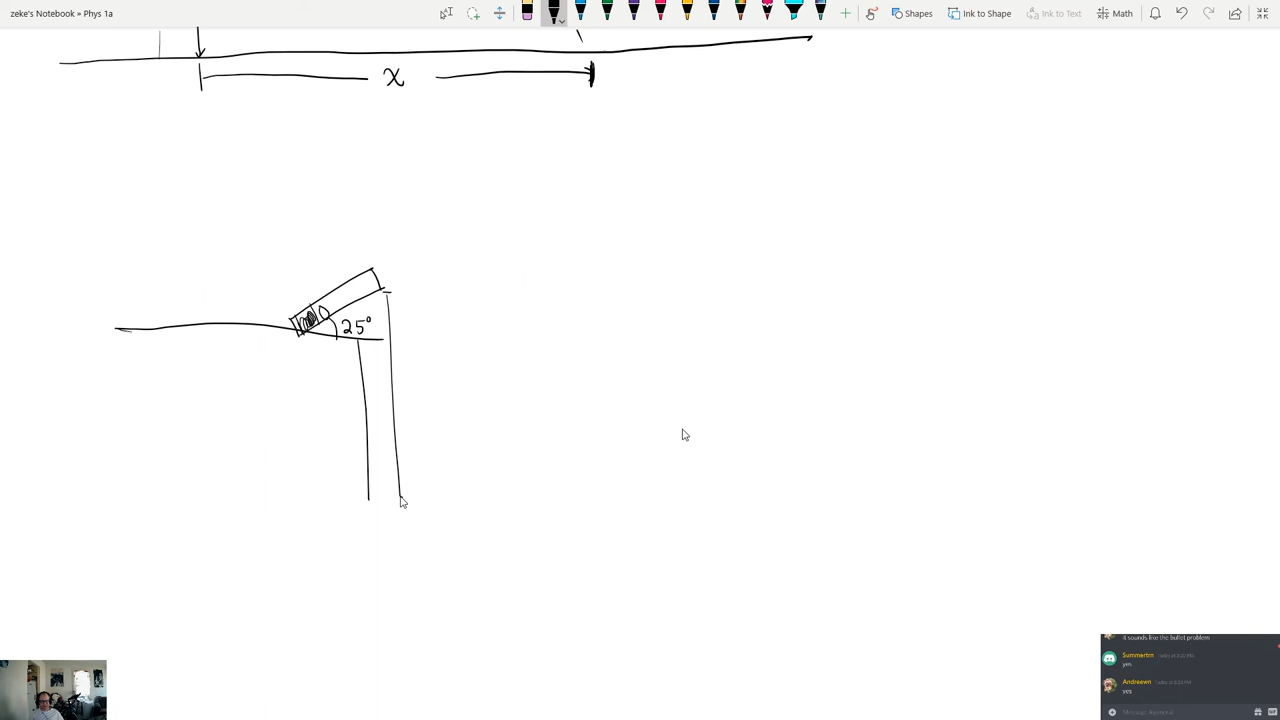 zeke's Notebook » Phys 1a
Shapes
Ink to Shape
Ink to Text
Math
x
25°
it sounds like the bullet problem
Summertm
yes
Andreewn
yes